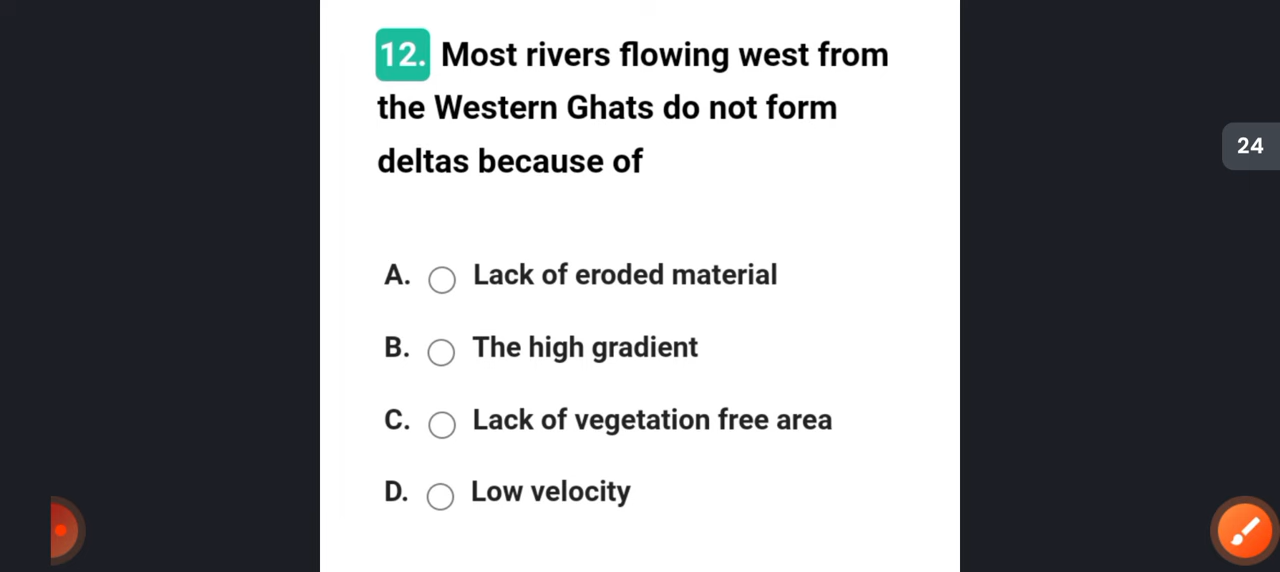 12. Most rivers flowing west from
the Western Ghats do not form
deltas because of
24
A. Lack of eroded material
B. The high gradient
C. Lack of vegetation free area
D. Low velocity